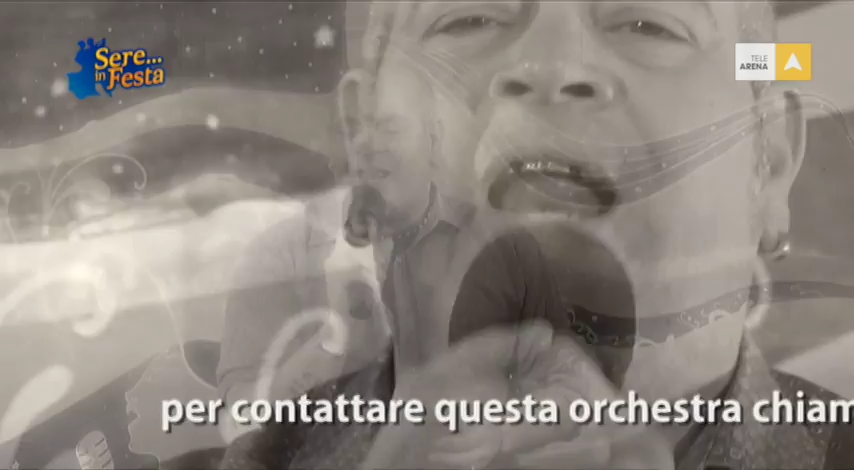 Sere...
in Festa
TELE
ARENA
per contattare questa orchestra chiam